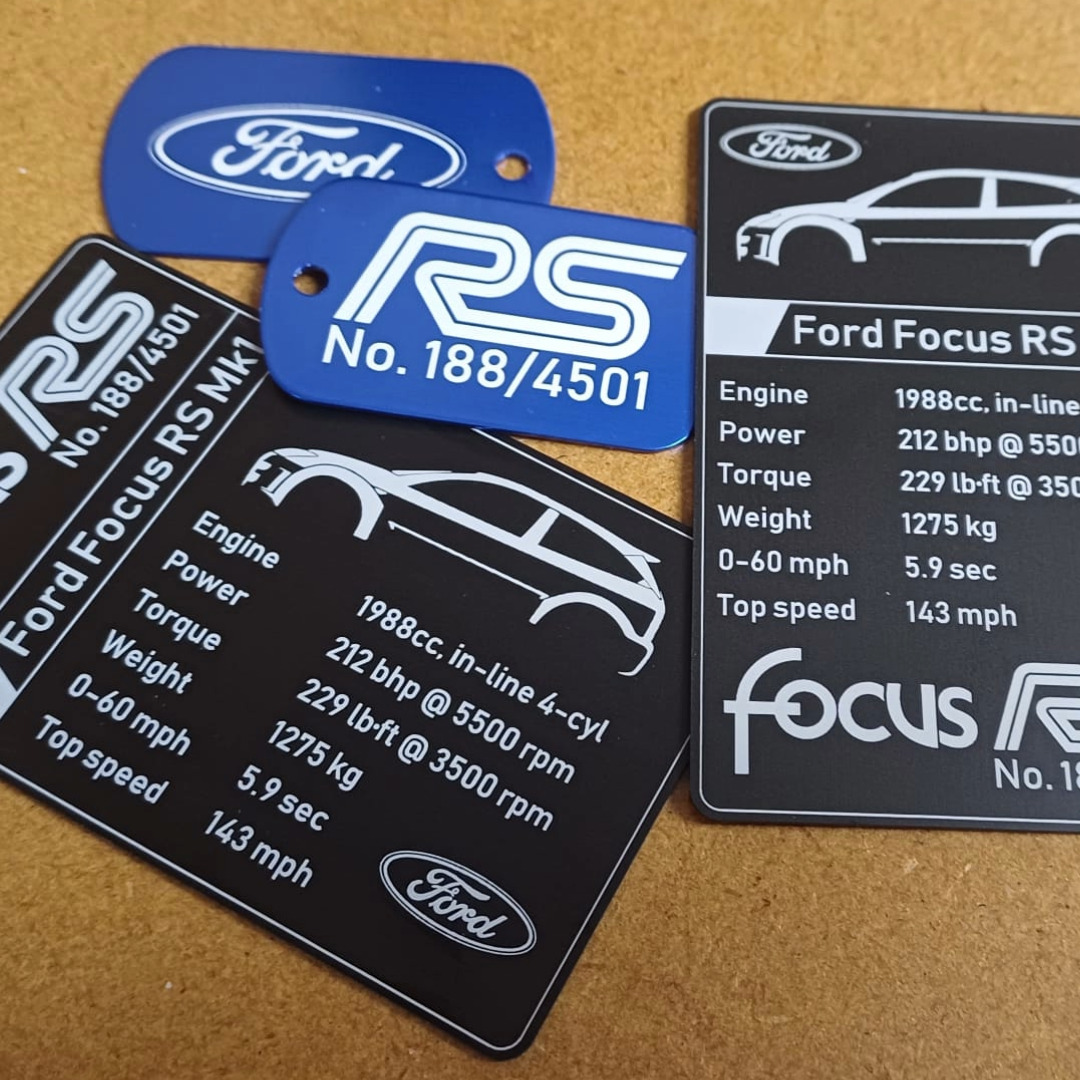 Ford
RS
No. 188/4501
RS
No. 188/4501
Ford Focus RS Mk1
Engine 1988cc, in-line 4-cyl
Power 212 bhp @ 5500 rpm
Torque 229 lb·ft @ 3500 rpm
Weight 1275 kg
0-60 mph 5.9 sec
Top speed 143 mph
Ford
Ford
Ford Focus RS
Engine 1988cc, in-line
Power 212 bhp @
Torque 229 lb·ft @
Weight 1275 kg
0-60 mph 5.9 sec
Top speed 143 mph
focus
No.